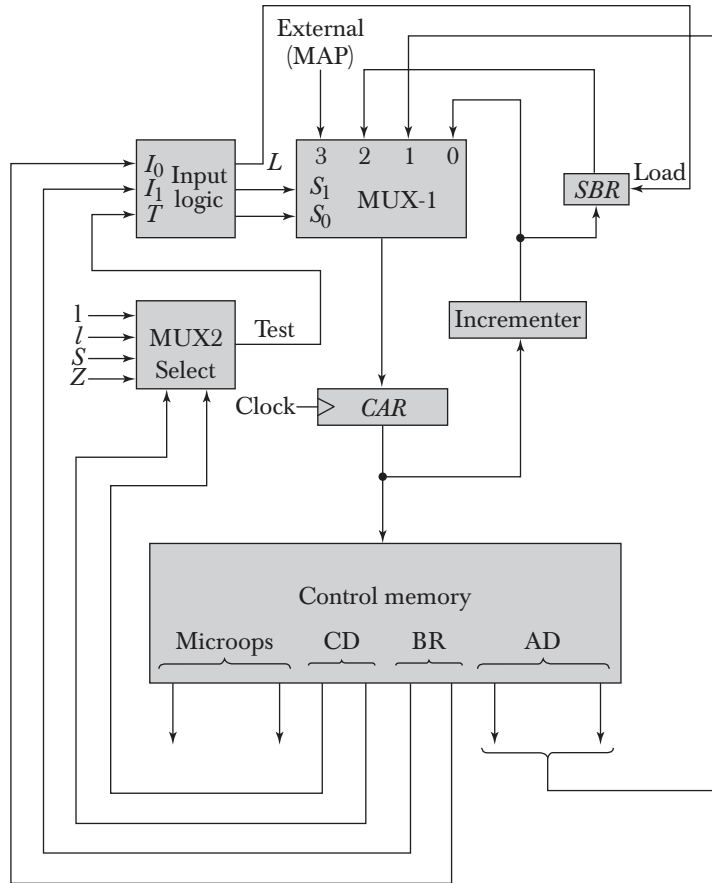 External
(MAP)
3 2 1 0
I0 Input L
I1 logic S1 MUX-1
T S0
SBR Load
1
l MUX2 Test
S Select
Z
Incrementer
Clock CAR
Control memory
Microops CD BR AD